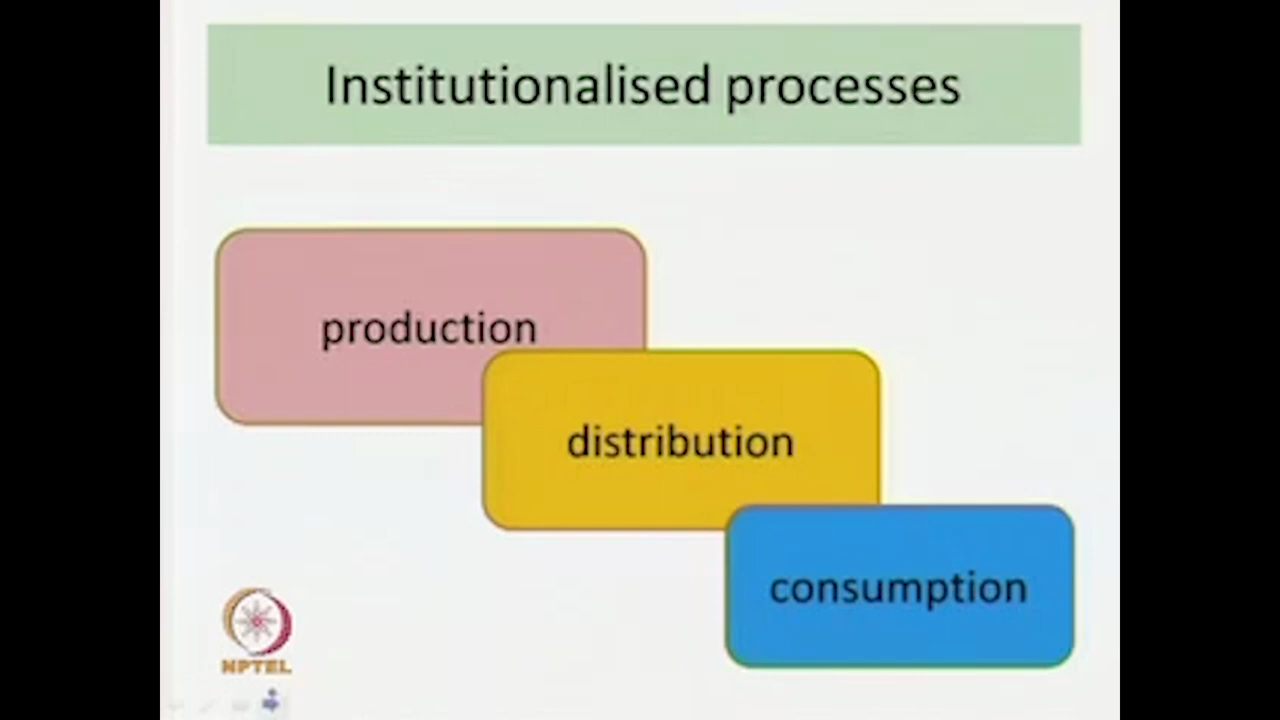 Institutionalised processes
production
distribution
consumption
NPTEL